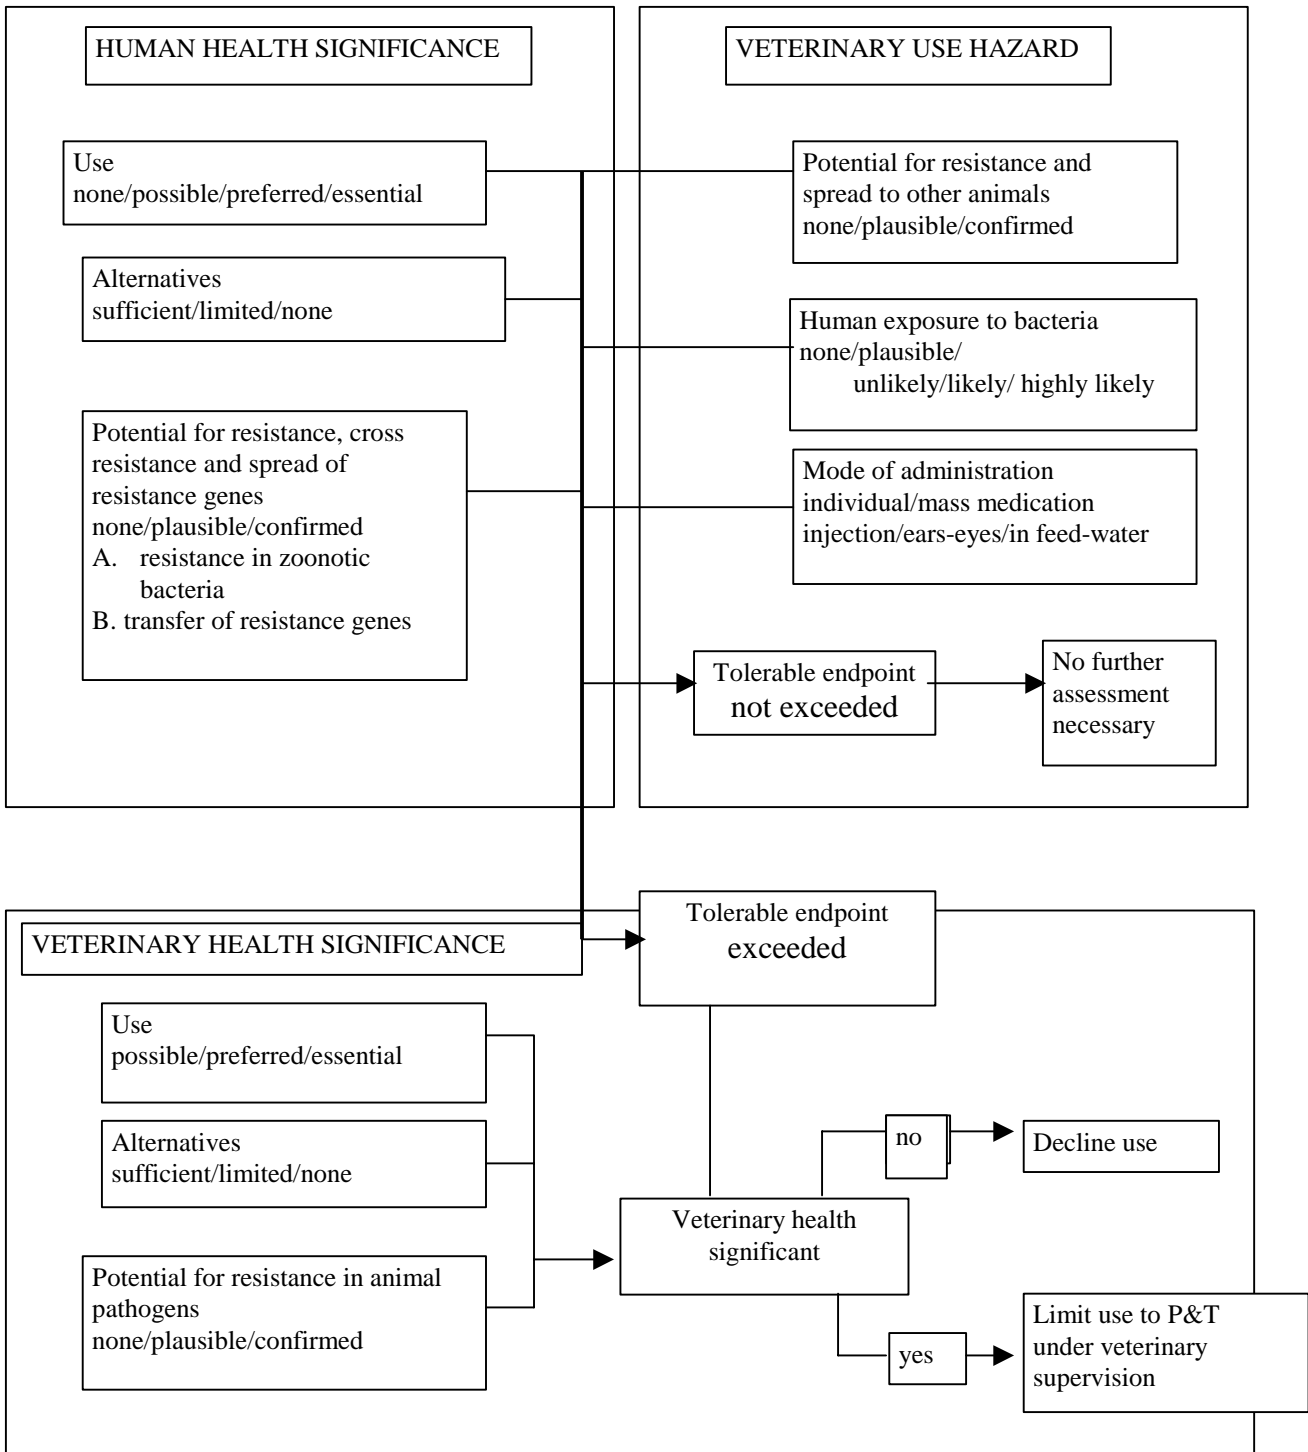 HUMAN HEALTH SIGNIFICANCE
Use
none/possible/preferred/essential
Alternatives
sufficient/limited/none
Potential for resistance, cross
resistance and spread of
resistance genes
none/plausible/confirmed
A. resistance in zoonotic
bacteria
B. transfer of resistance genes
VETERINARY USE HAZARD
Potential for resistance and
spread to other animals
none/plausible/confirmed
Human exposure to bacteria
none/plausible/
unlikely/likely/ highly likely
Mode of administration
individual/mass medication
injection/ears-eyes/in feed-water
Tolerable endpoint
not exceeded
No further
assessment
necessary
VETERINARY HEALTH SIGNIFICANCE
Tolerable endpoint
exceeded
Use
possible/preferred/essential
Alternatives
sufficient/limited/none
Potential for resistance in animal
pathogens
none/plausible/confirmed
Veterinary health
significant
no
Decline use
yes
Limit use to P&T
under veterinary
supervision